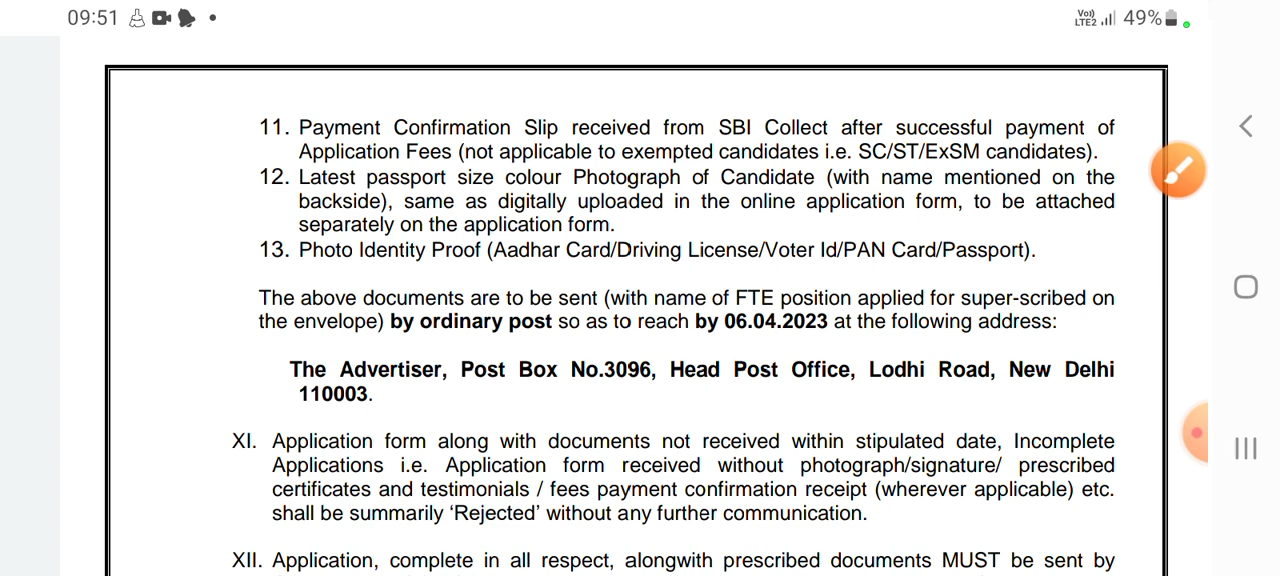 09:51
Vo)) LTE2 49%
11. Payment Confirmation Slip received from SBI Collect after successful payment of
Application Fees (not applicable to exempted candidates i.e. SC/ST/ExSM candidates).
12. Latest passport size colour Photograph of Candidate (with name mentioned on the
backside), same as digitally uploaded in the online application form, to be attached
separately on the application form.
13. Photo Identity Proof (Aadhar Card/Driving License/Voter Id/PAN Card/Passport).
The above documents are to be sent (with name of FTE position applied for super-scribed on
the envelope) by ordinary post so as to reach by 06.04.2023 at the following address:
The Advertiser, Post Box No.3096, Head Post Office, Lodhi Road, New Delhi
110003.
XI. Application form along with documents not received within stipulated date, Incomplete
Applications i.e. Application form received without photograph/signature/ prescribed
certificates and testimonials / fees payment confirmation receipt (wherever applicable) etc.
shall be summarily ‘Rejected’ without any further communication.
XII. Application, complete in all respect, alongwith prescribed documents MUST be sent by